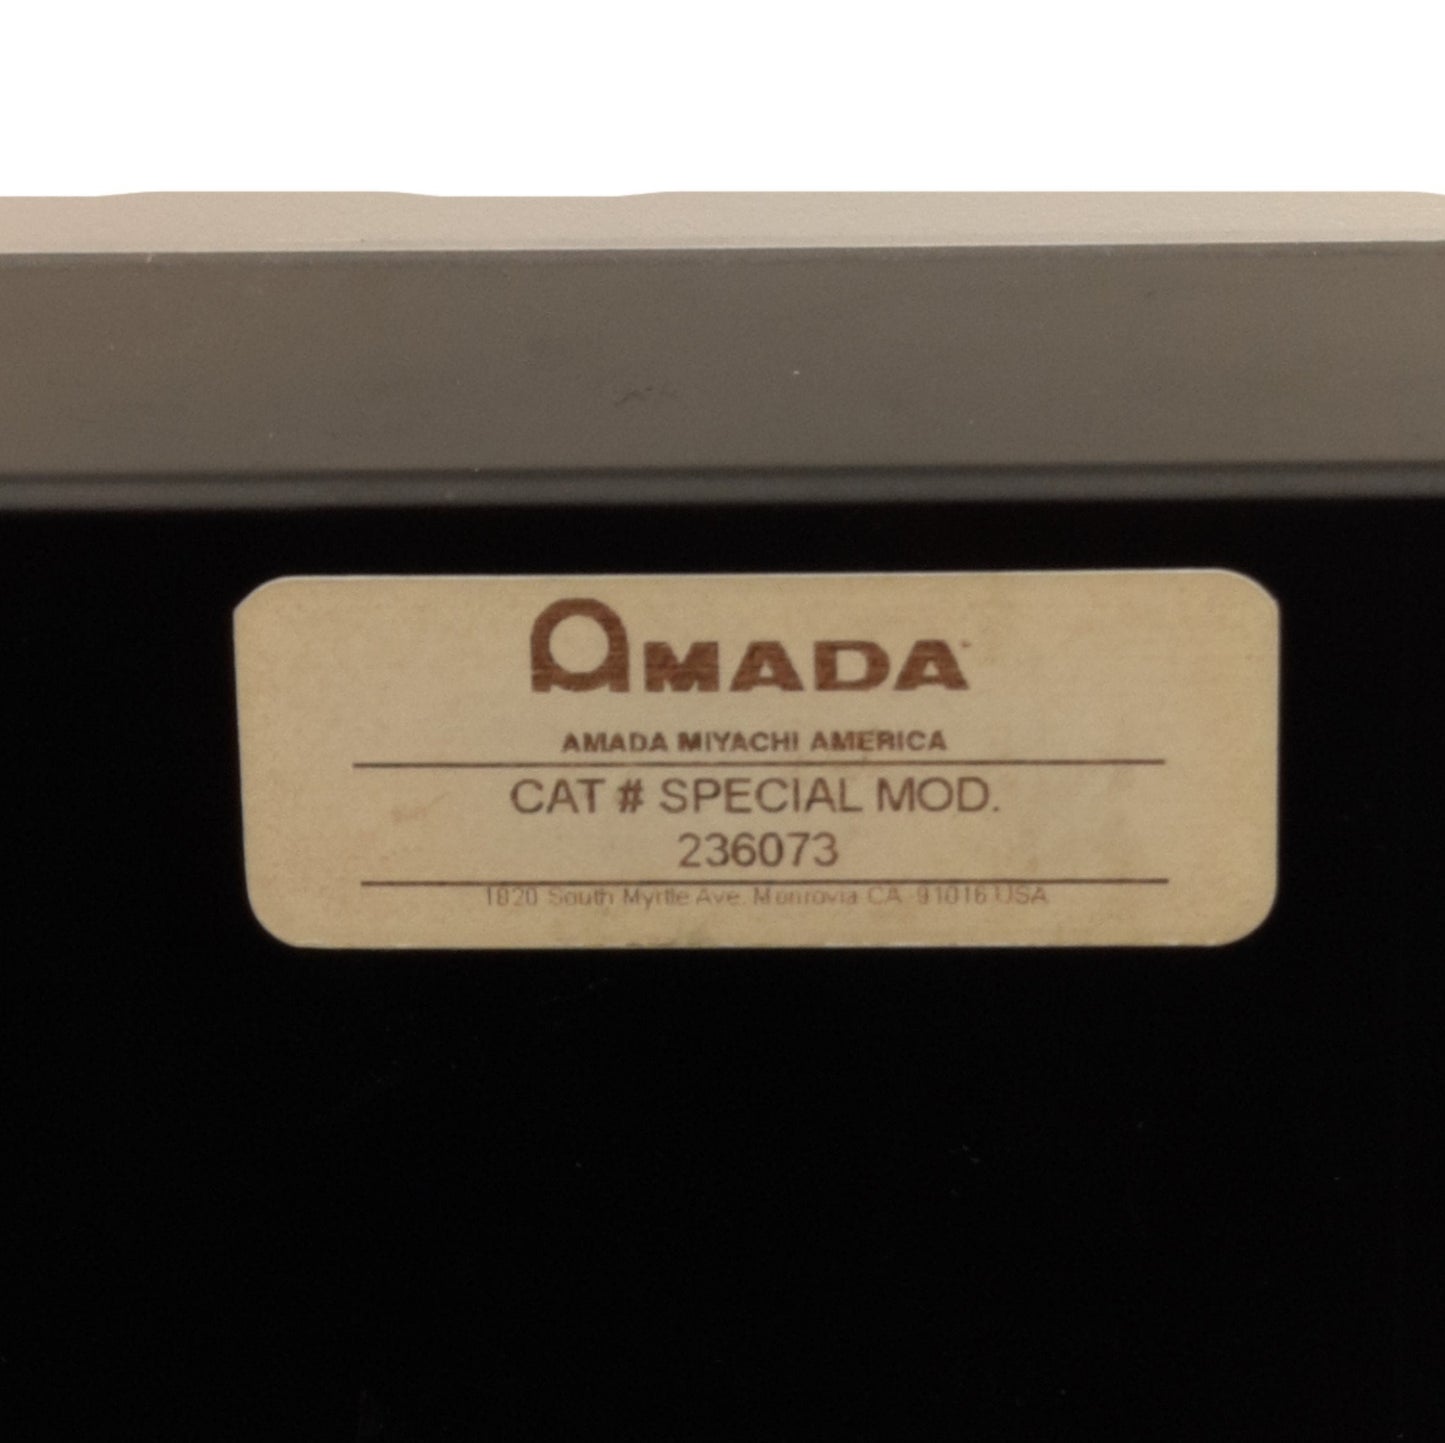 AMADA
AMADA MIYACHI AMERICA
CAT # SPECIAL MOD.
236073
1820 South Myrtle Ave. Monrovia CA 91016 USA